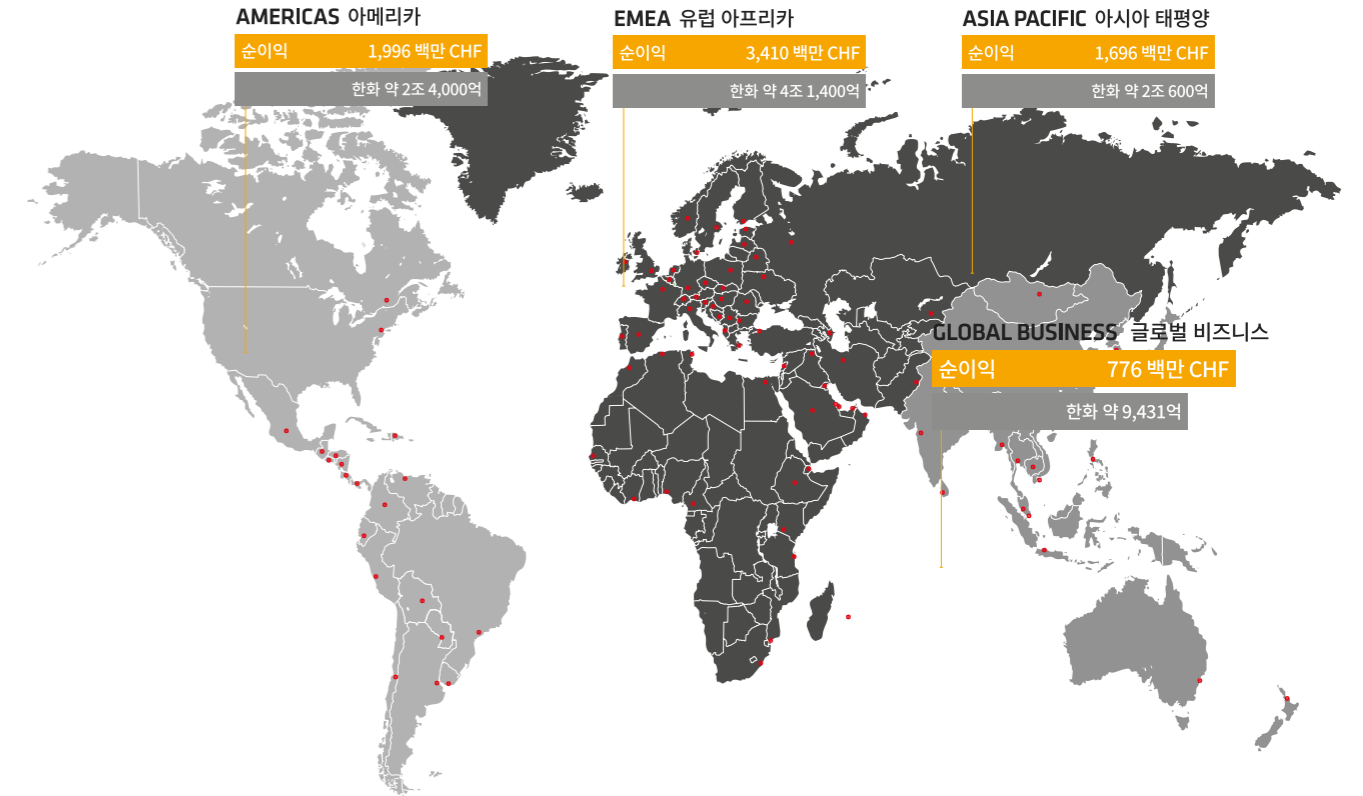 AMERICAS 아메리카
순이익 1,996 백만 CHF
한화 약 2조 4,000억
EMEA 유럽 아프리카
순이익 3,410 백만 CHF
한화 약 4조 1,400억
ASIA PACIFIC 아시아 태평양
순이익 1,696 백만 CHF
한화 약 2조 600억
GLOBAL BUSINESS 글로벌 비즈니스
순이익 776 백만 CHF
한화 약 9,431억